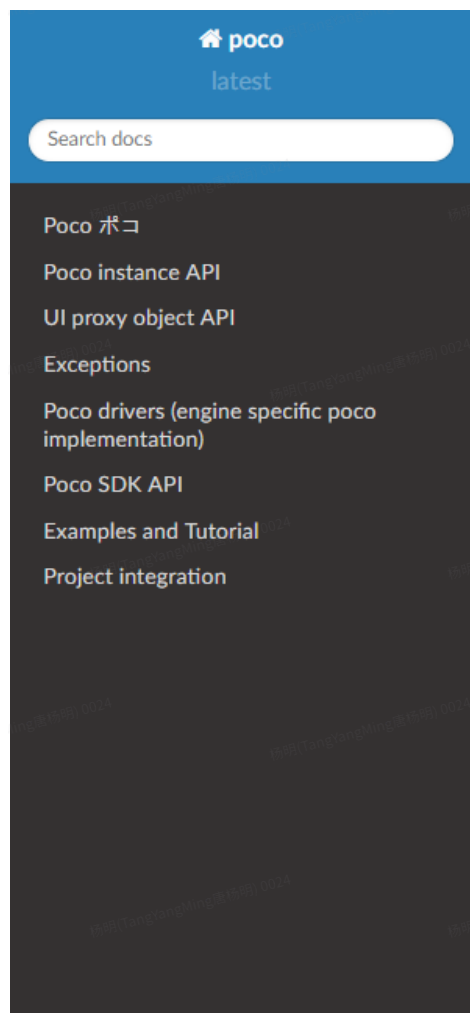 poco
latest
Search docs
Poco ポコ
Poco instance API
UI proxy object API
Exceptions
Poco drivers (engine specific poco
implementation)
Poco SDK API
Examples and Tutorial
Project integration